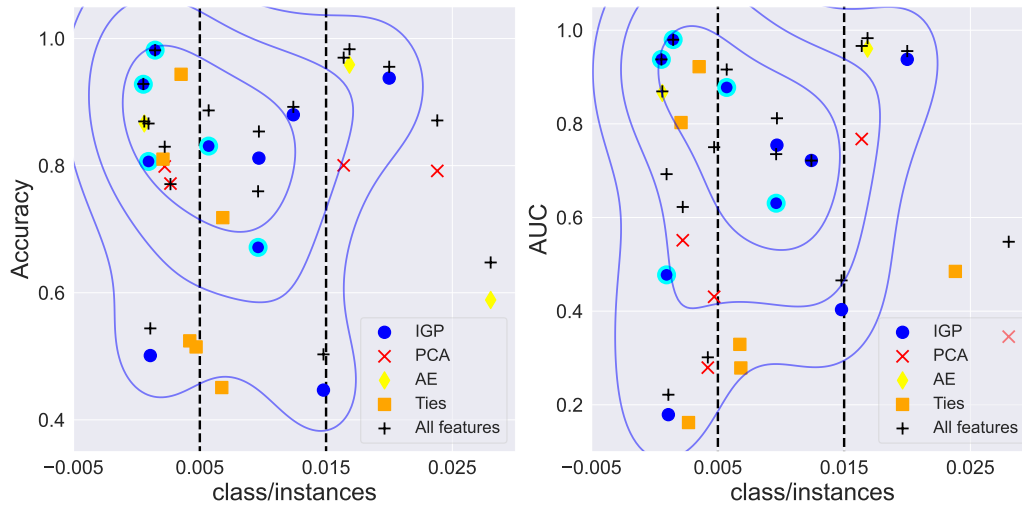 1.0
0.8
0.6
0.4
Accuracy
−0.005
0.005
0.015
0.025
class/instances
IGP
PCA
AE
Ties
All features
1.0
0.8
0.6
0.4
0.2
AUC
−0.005
0.005
0.015
0.025
class/instances
IGP
PCA
AE
Ties
All features